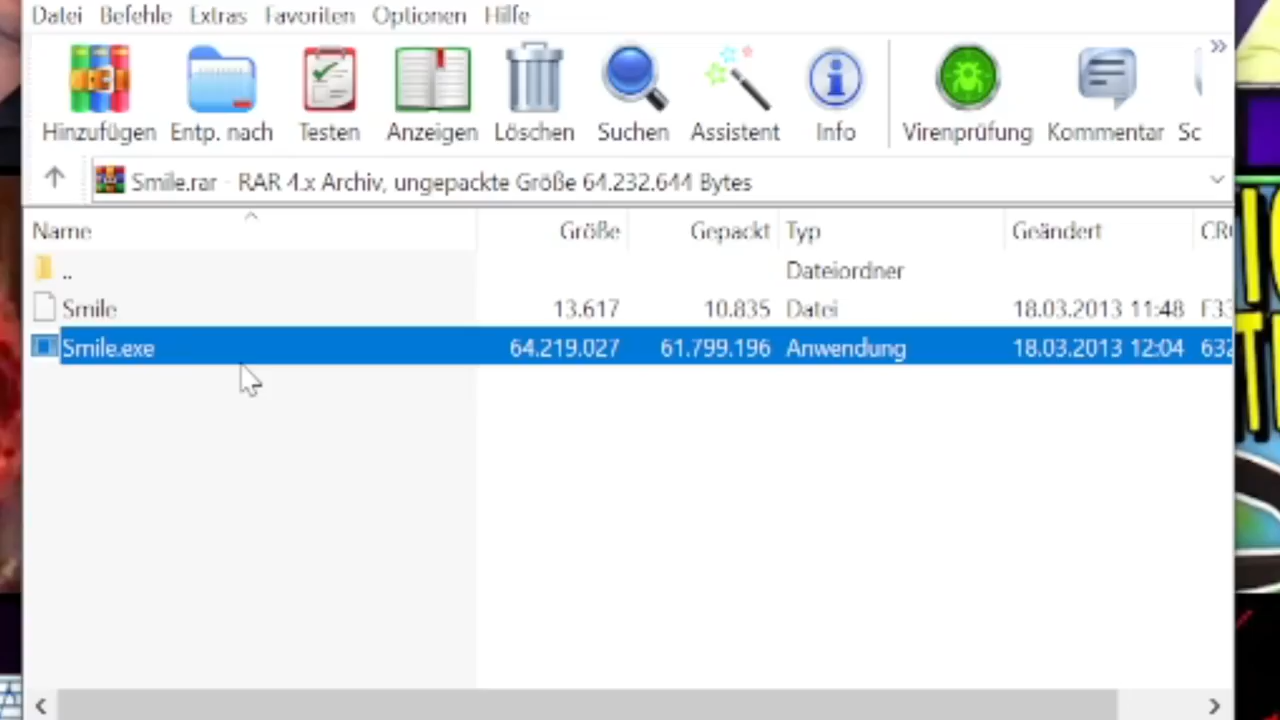 Datei Befehle Extras Favoriten Optionen Hilfe
Hinzufügen Entp. nach Testen Anzeigen Löschen Suchen Assistent Info Virenprüfung Kommentar Sc
Smile.rar - RAR 4.x Archiv, ungepackte Größe 64.232.644 Bytes
Name Größe Gepackt Typ Geändert CR
.. Dateiordner
Smile 13.617 10.835 Datei 18.03.2013 11:48 F33
Smile.exe 64.219.027 61.799.196 Anwendung 18.03.2013 12:04 632